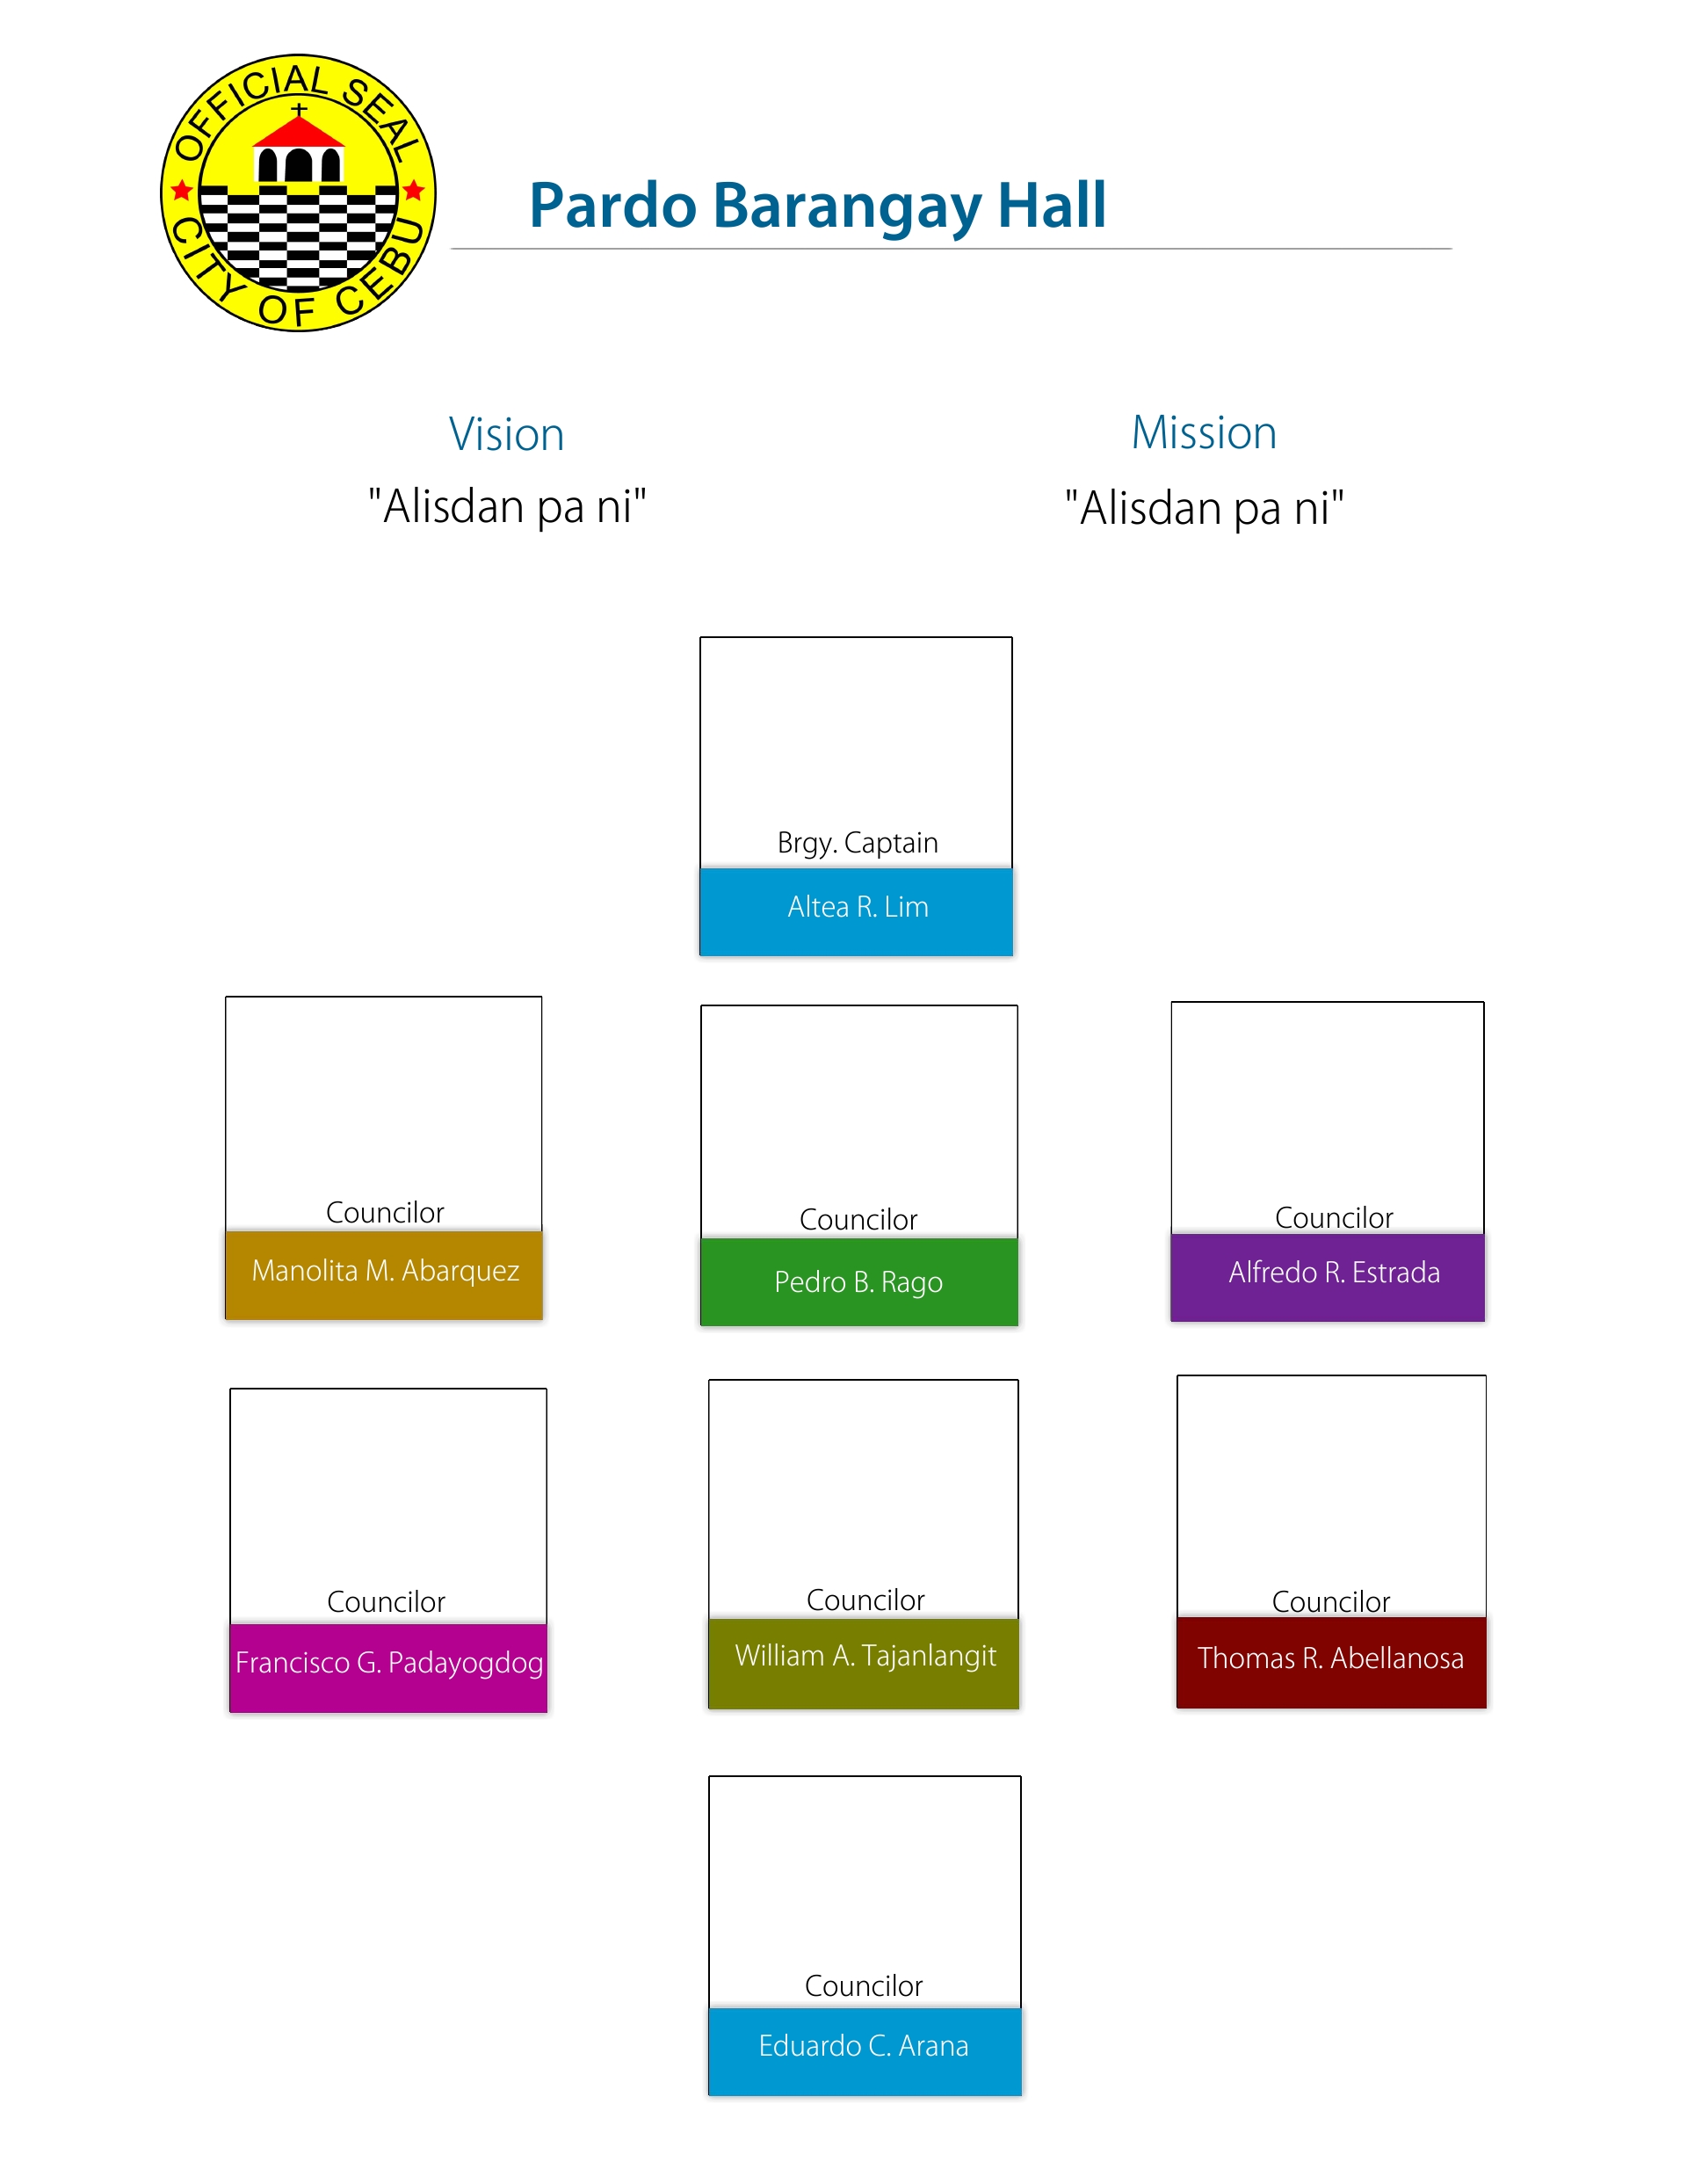 OFFICIAL SEAL
CITY OF CEBU
Pardo Barangay Hall
Vision
"Alisdan pa ni"
Mission
"Alisdan pa ni"
Brgy. Captain
Altea R. Lim
Councilor
Manolita M. Abarquez
Councilor
Pedro B. Rago
Councilor
Alfredo R. Estrada
Councilor
Francisco G. Padayogdog
Councilor
William A. Tajanlangit
Councilor
Thomas R. Abellanosa
Councilor
Eduardo C. Arana